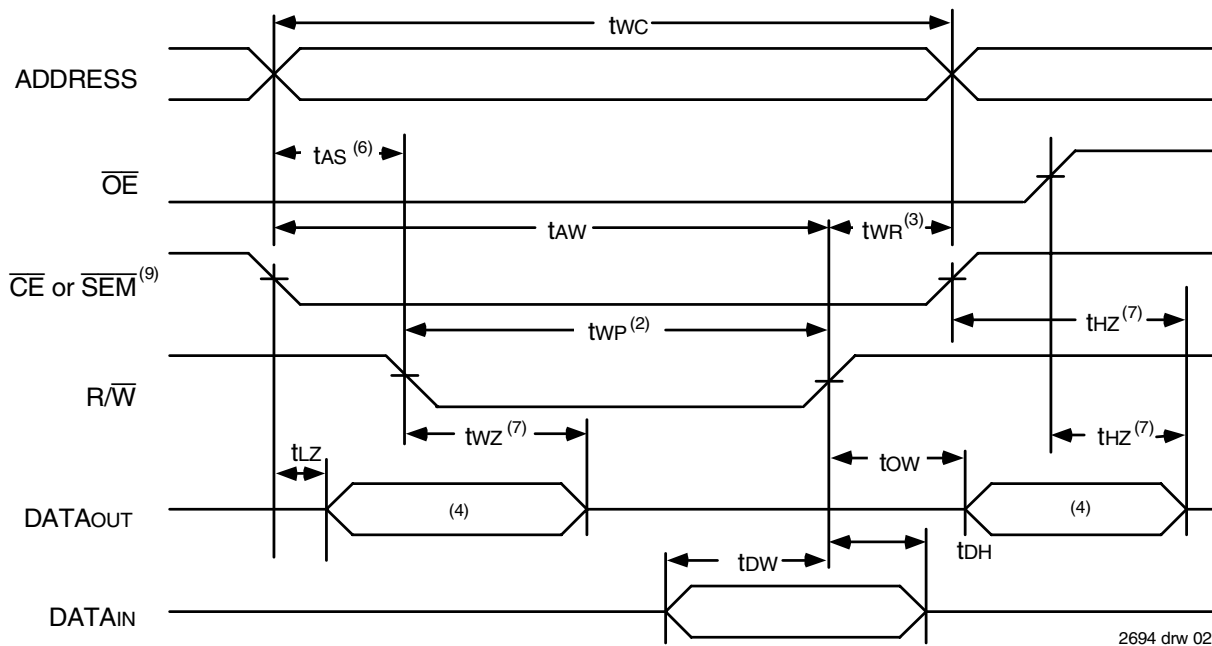 tWC
ADDRESS
tAS (6)
OE
tAW
tWR(3)
CE or SEM(9)
tWP(2)
tHZ(7)
R/W
tWZ(7)
tHZ(7)
tLZ
tOW
DATAOUT
(4)
(4)
tDW
tDH
DATAIN
2694 drw 02